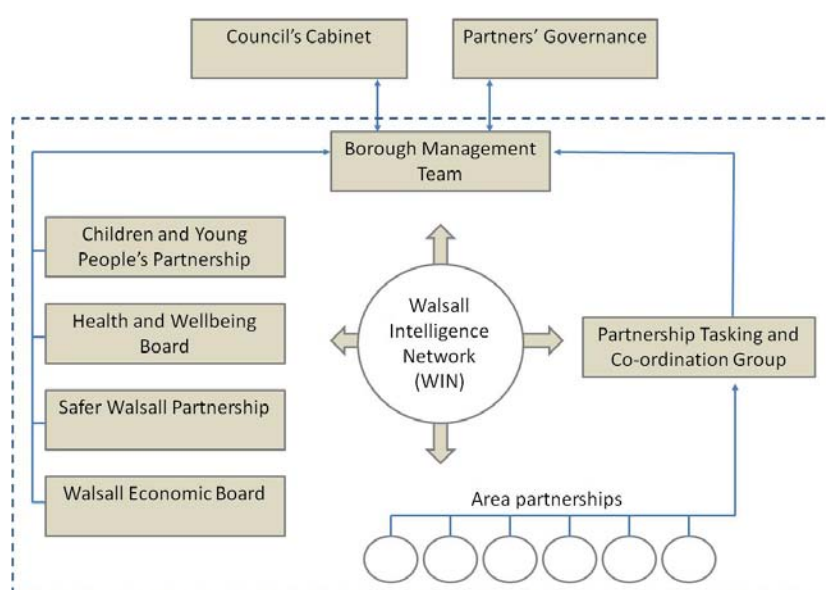 Council's Cabinet
Partners' Governance
Borough Management
Team
Children and Young
People's Partnership
Health and Wellbeing
Board
Safer Walsall Partnership
Walsall Economic Board
Walsall
Intelligence
Network
(WIN)
Partnership Tasking and
Co-ordination Group
Area partnerships